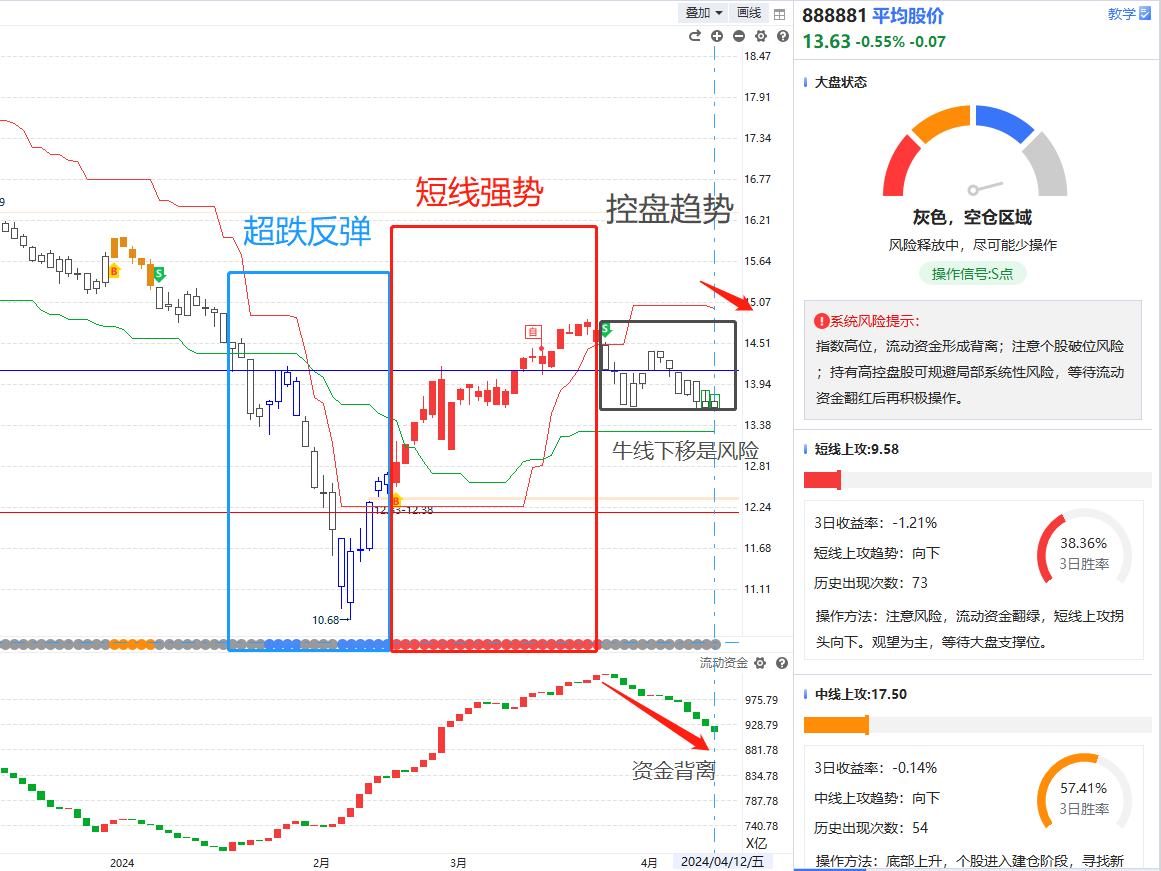 叠加 画线
888881 平均股价 教学
13.63 -0.55% -0.07
大盘状态
灰色，空仓区域
风险释放中，尽可能少操作
操作信号:S点
系统风险提示:
指数高位，流动资金形成背离；注意个股破位风险
；持有高控盘股可规避局部系统性风险，等待流动
资金翻红后再积极操作。
短线上攻:9.58
3日收益率：-1.21%
短线上攻趋势：向下
历史出现次数：73
38.36%
3日胜率
操作方法：注意风险，流动资金翻绿，短线上攻拐
头向下。观望为主，等待大盘支撑位。
中线上攻:17.50
3日收益率：-0.14%
中线上攻趋势：向下
历史出现次数：54
57.41%
3日胜率
操作方法：底部上升，个股进入建仓阶段，寻找新
18.47
17.91
17.34
16.77
16.21
15.64
15.07
14.51
13.94
13.38
12.81
12.24
11.68
11.11
9
超跌反弹
短线强势
控盘趋势
B
S
自
S
B
牛线下移是风险
10.68
流动资金
975.79
928.79
881.78
834.78
787.78
740.78
X亿
资金背离
2024 2月 3月 4月 2024/04/12/五